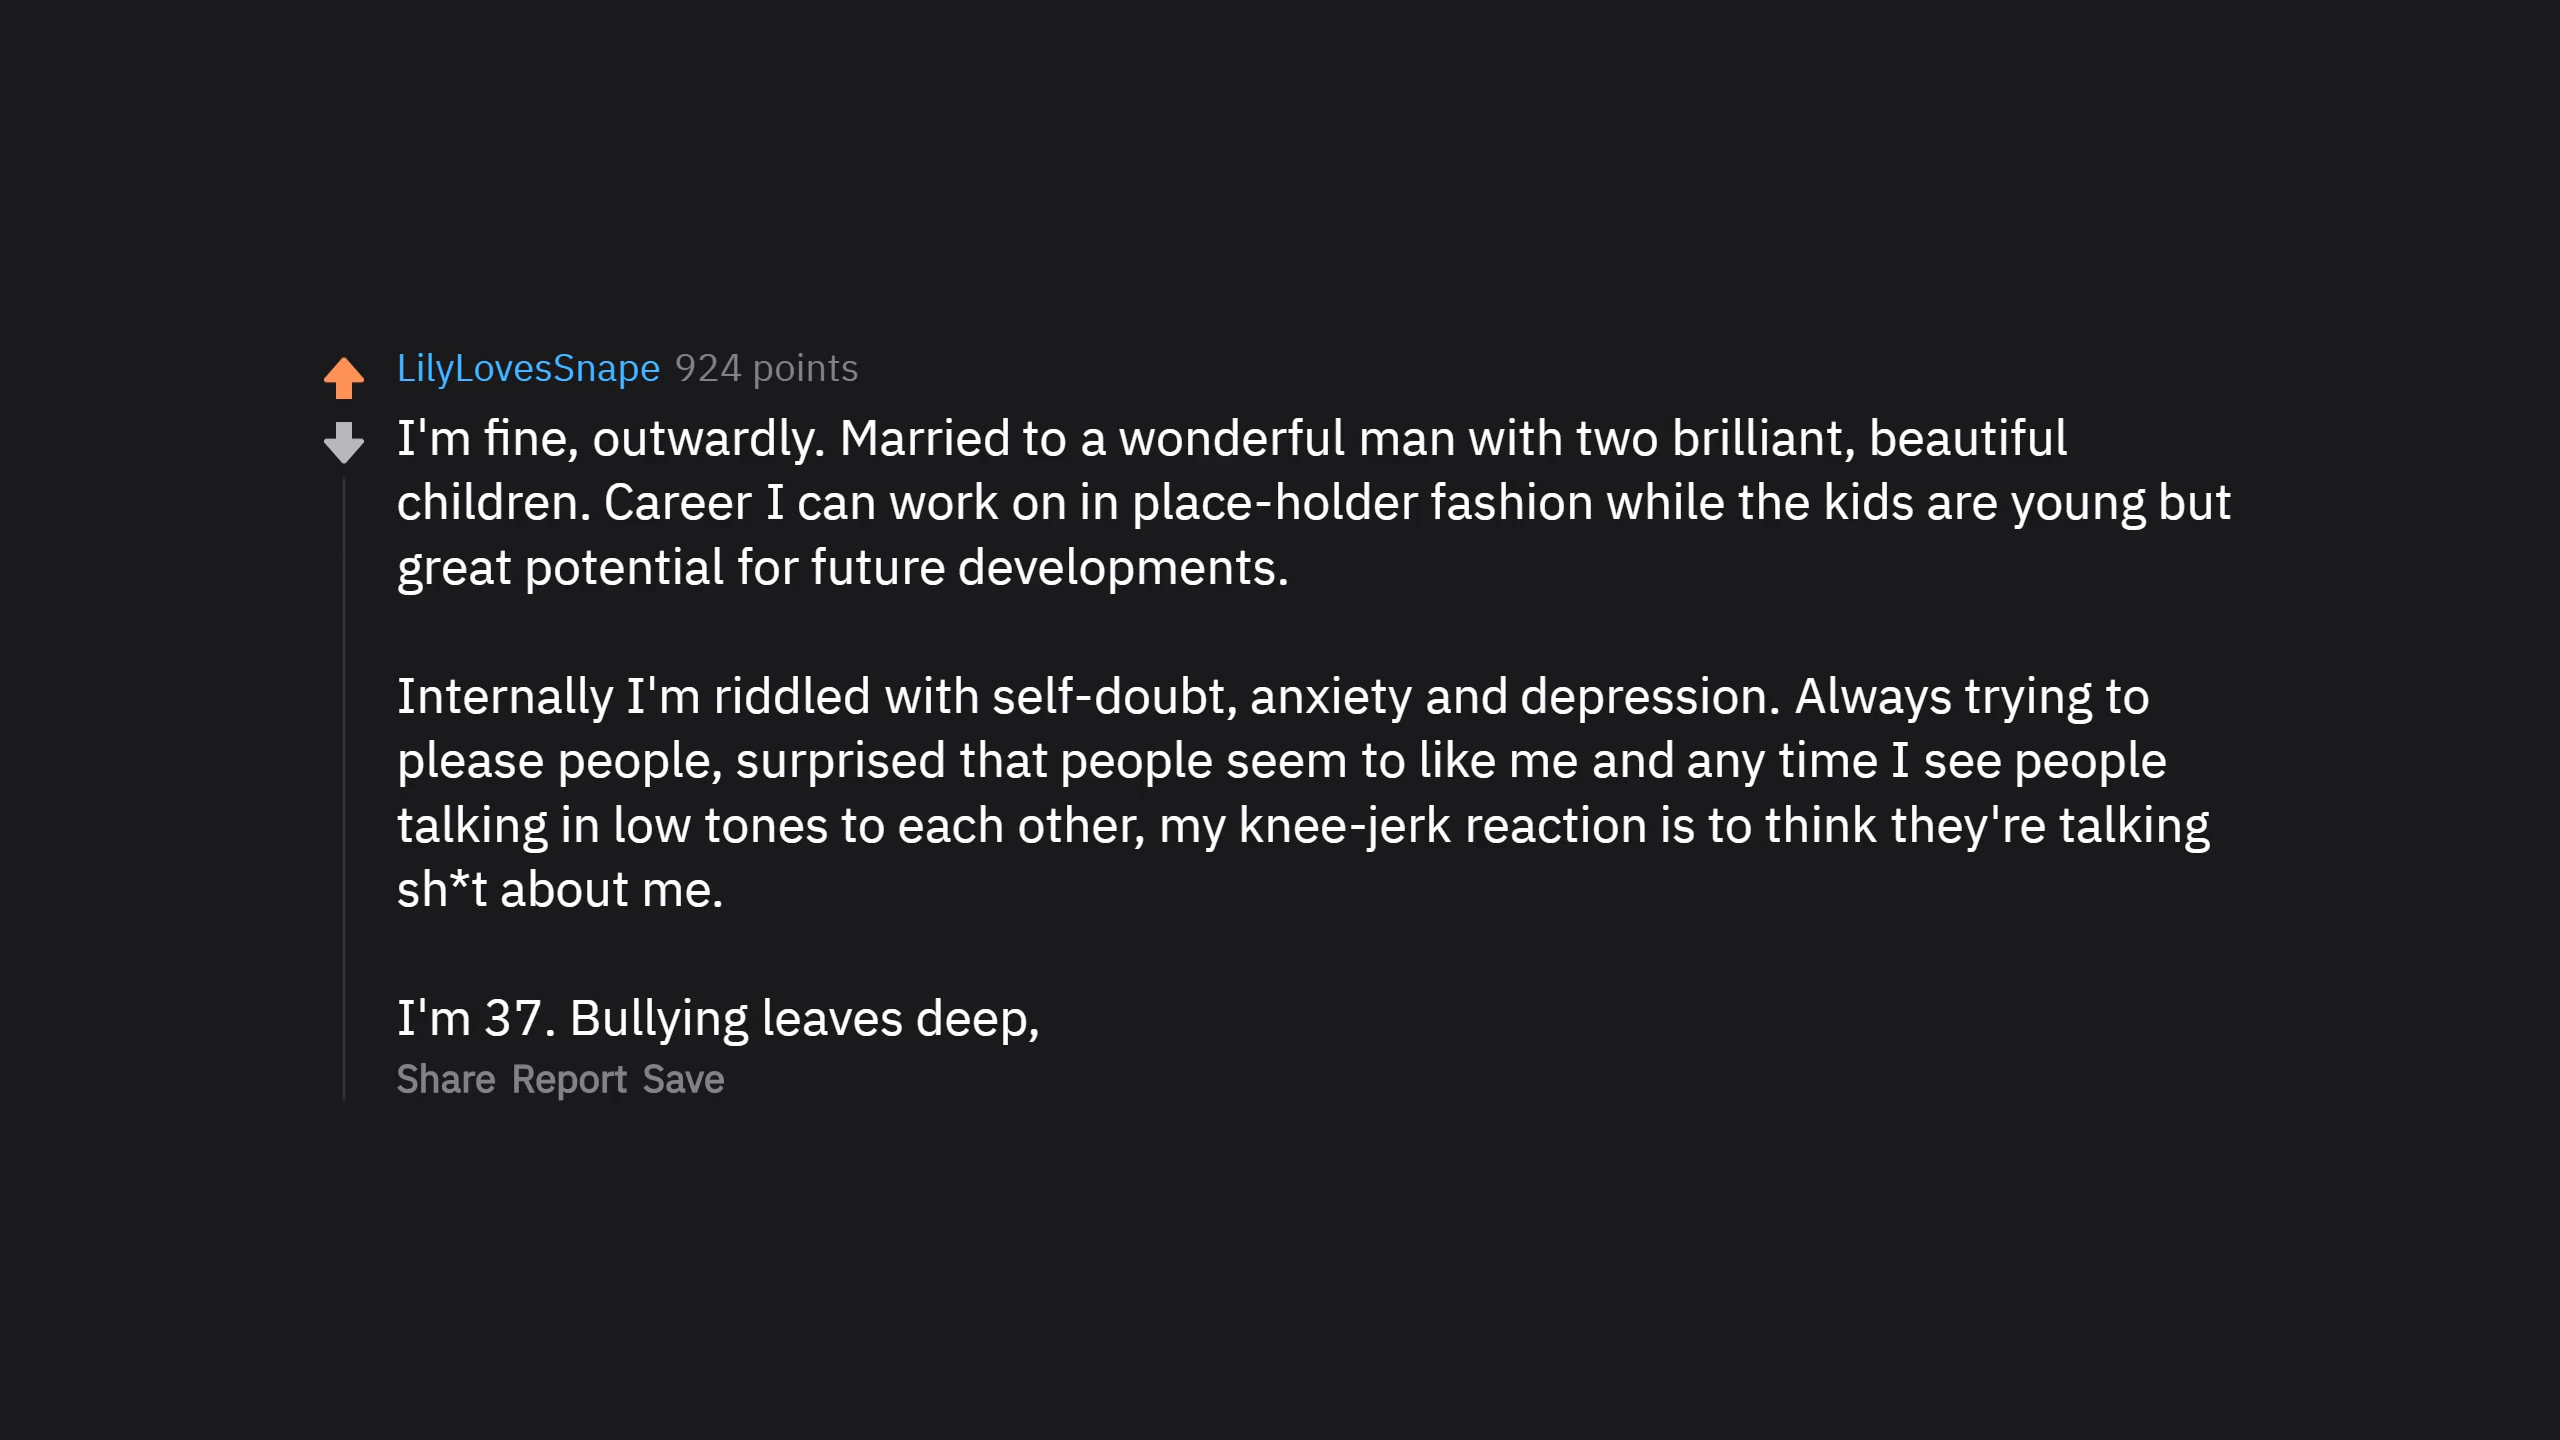 LilyLovesSnape 924 points
I'm fine, outwardly. Married to a wonderful man with two brilliant, beautiful
children. Career I can work on in place-holder fashion while the kids are young but
great potential for future developments.
Internally I'm riddled with self-doubt, anxiety and depression. Always trying to
please people, surprised that people seem to like me and any time I see people
talking in low tones to each other, my knee-jerk reaction is to think they're talking
sh*t about me.
I'm 37. Bullying leaves deep,
Share Report Save